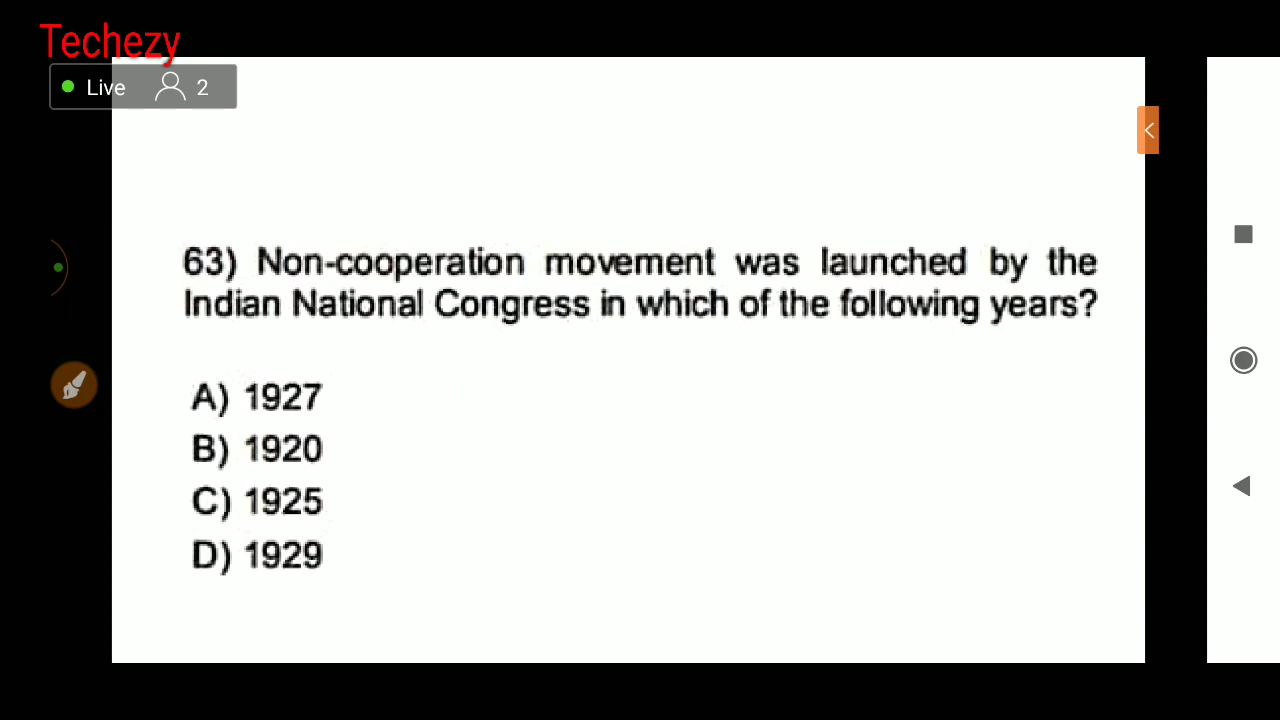 Techezy
Live 2
63) Non-cooperation movement was launched by the
Indian National Congress in which of the following years?
A) 1927
B) 1920
C) 1925
D) 1929